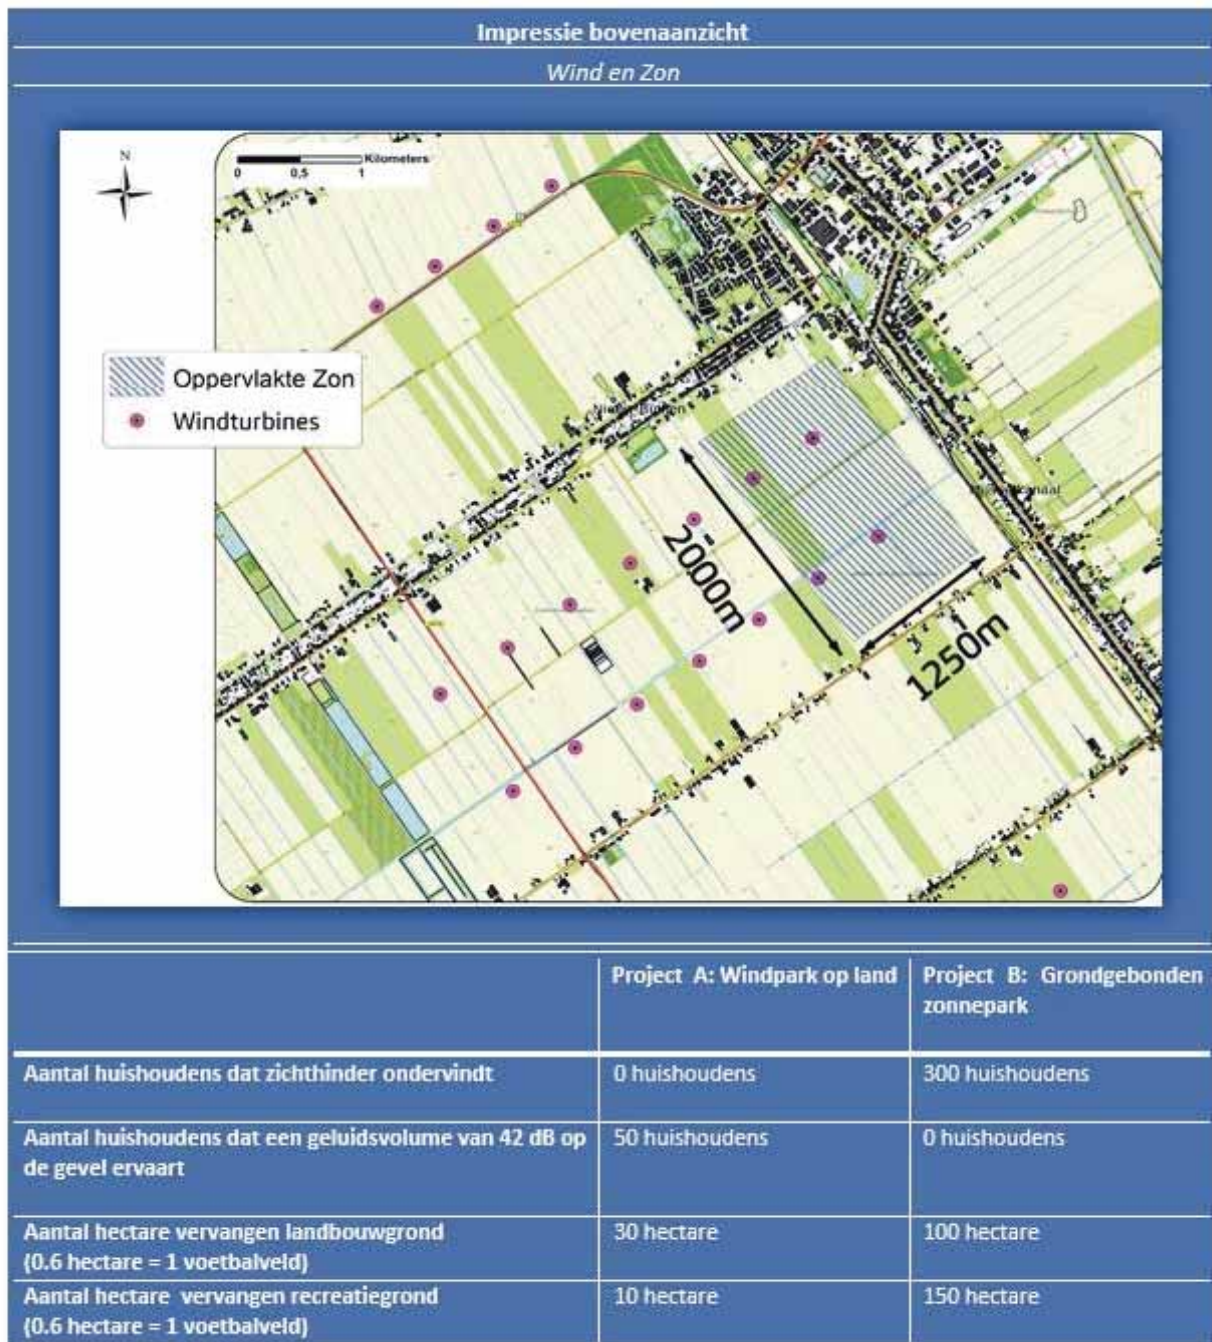 Impressie bovenaanzicht
Wind en Zon
N
Kilometers
0 0,5 1
Oppervlakte Zon
Windturbines
2000m
1250m
Project A: Windpark op land
Project B: Grondgebonden
zonnepark
Aantal huishoudens dat zichthinder ondervindt
0 huishoudens
300 huishoudens
Aantal huishoudens dat een geluidsvolume van 42 dB op
de gevel ervaart
50 huishoudens
0 huishoudens
Aantal hectare vervangen landbouwgrond
(0.6 hectare = 1 voetbalveld)
30 hectare
100 hectare
Aantal hectare vervangen recreatiegrond
(0.6 hectare = 1 voetbalveld)
10 hectare
150 hectare